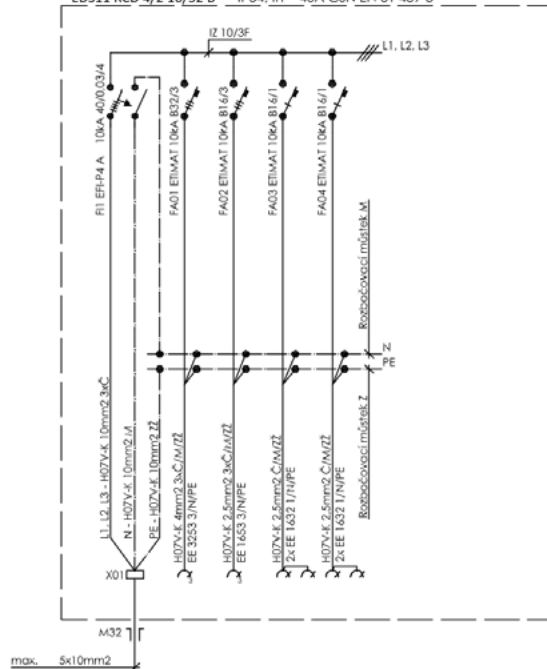 IZ 10/3F
L1, L2, L3
FI1 EFI-P4 A 10kA 40/0,03/4
FA01 ETIMAT 10kA B32/3
FA02 ETIMAT 10kA B16/3
FA03 ETIMAT 10kA B16/1
FA04 ETIMAT 10kA B16/1
Rozbočovací můstek M
N
PE
Rozbočovací můstek Z
L1, L2, L3 - H07V-K 10mm2 3xČ
N - H07V-K 10mm2 M
PE - H07V-K 10mm2 ZŽ
H07V-K 4mm2 3xČ/M/ZŽ
EE 3253 3/N/PE
H07V-K 2,5mm2 3xČ/M/ZŽ
EE 1653 3/N/PE
H07V-K 2,5mm2 Č/M/ZŽ
2x EE 1632 1/N/PE
H07V-K 2,5mm2 Č/M/ZŽ
2x EE 1632 1/N/PE
X01
3
3
M32
max. 5x10mm2